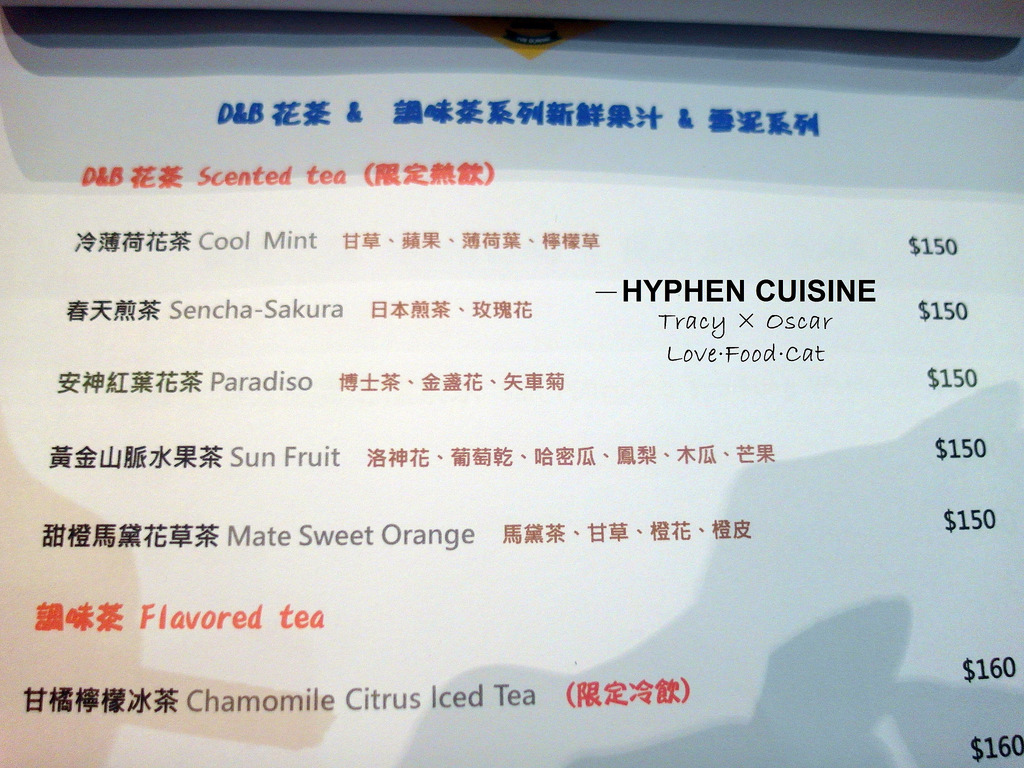 D&B 花茶 & 調味茶系列新鮮果汁 & 雪泥系列
D&B 花茶 Scented tea (限定熱飲)
冷薄荷花茶 Cool Mint 甘草、蘋果、薄荷葉、檸檬草 $150
—HYPHEN CUISINE
Tracy × Oscar
Love·Food·Cat
春天煎茶 Sencha-Sakura 日本煎茶、玫瑰花 $150
安神紅葉花茶 Paradiso 博士茶、金盞花、矢車菊 $150
黃金山脈水果茶 Sun Fruit 洛神花、葡萄乾、哈密瓜、鳳梨、木瓜、芒果 $150
甜橙馬黛花草茶 Mate Sweet Orange 馬黛茶、甘草、橙花、橙皮 $150
調味茶 Flavored tea
甘橘檸檬冰茶 Chamomile Citrus Iced Tea (限定冷飲) $160
$160